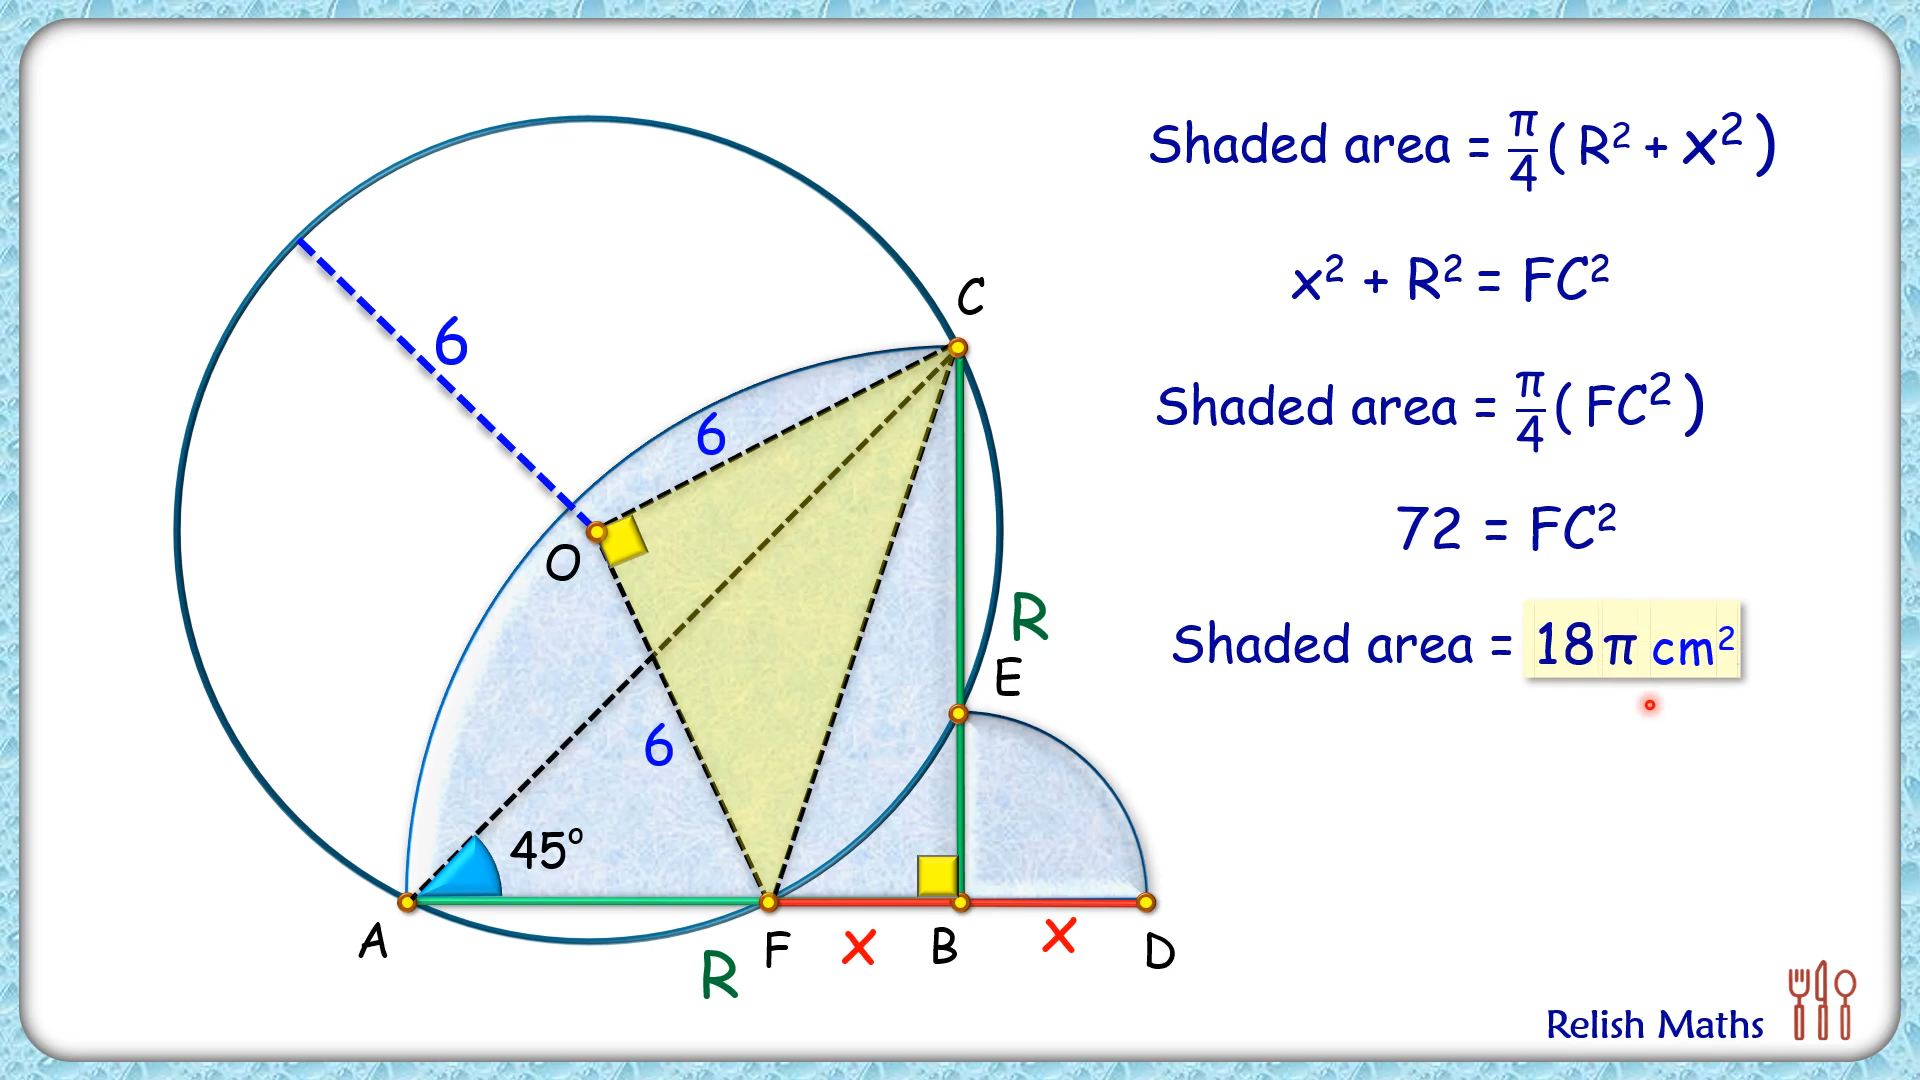 Shaded area = π/4 ( R² + x² )
x² + R² = FC²
Shaded area = π/4 ( FC² )
72 = FC²
Shaded area = 18 π cm²
C
6
6
O
R
E
6
45°
A
R
F
x
B
x
D
Relish Maths